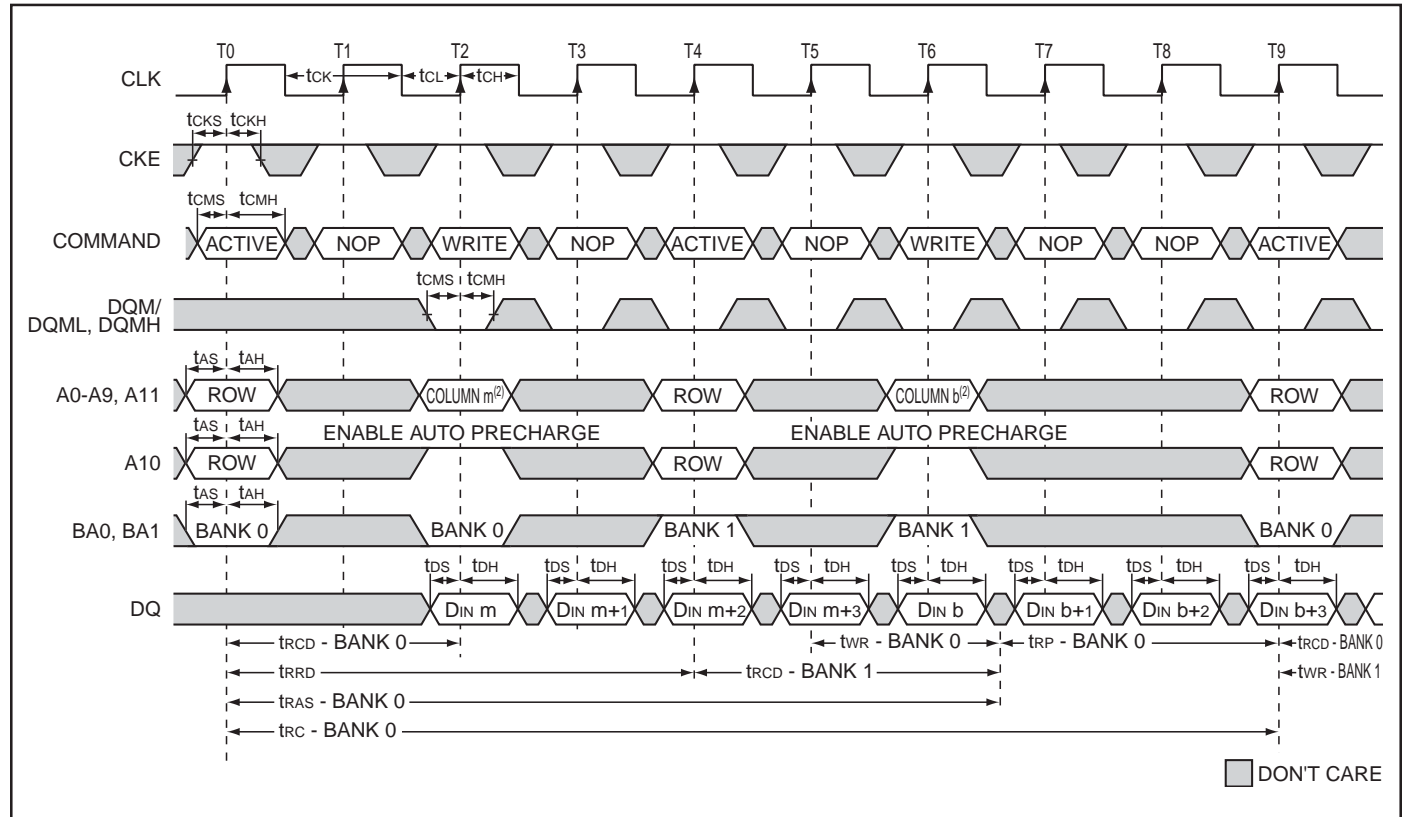 T0 T1 T2 T3 T4 T5 T6 T7 T8 T9
CLK tCK tCL tCH
tCKS tCKH
CKE
tCMS tCMH
COMMAND ACTIVE NOP WRITE NOP ACTIVE NOP WRITE NOP NOP ACTIVE
tCMS tCMH
DQM/
DQML, DQMH
tAS tAH
A0-A9, A11 ROW COLUMN m(2) ROW COLUMN b(2) ROW
tAS tAH ENABLE AUTO PRECHARGE ENABLE AUTO PRECHARGE
A10 ROW ROW ROW
tAS tAH
BA0, BA1 BANK 0 BANK 0 BANK 1 BANK 1 BANK 0
tDS tDH tDS tDH tDS tDH tDS tDH tDS tDH tDS tDH tDS tDH tDS tDH
DQ DIN m DIN m+1 DIN m+2 DIN m+3 DIN b DIN b+1 DIN b+2 DIN b+3
tRCD - BANK 0 tWR - BANK 0 tRP - BANK 0 tRCD - BANK 0
tRRD tRCD - BANK 1 tWR - BANK 1
tRAS - BANK 0
tRC - BANK 0
DON'T CARE